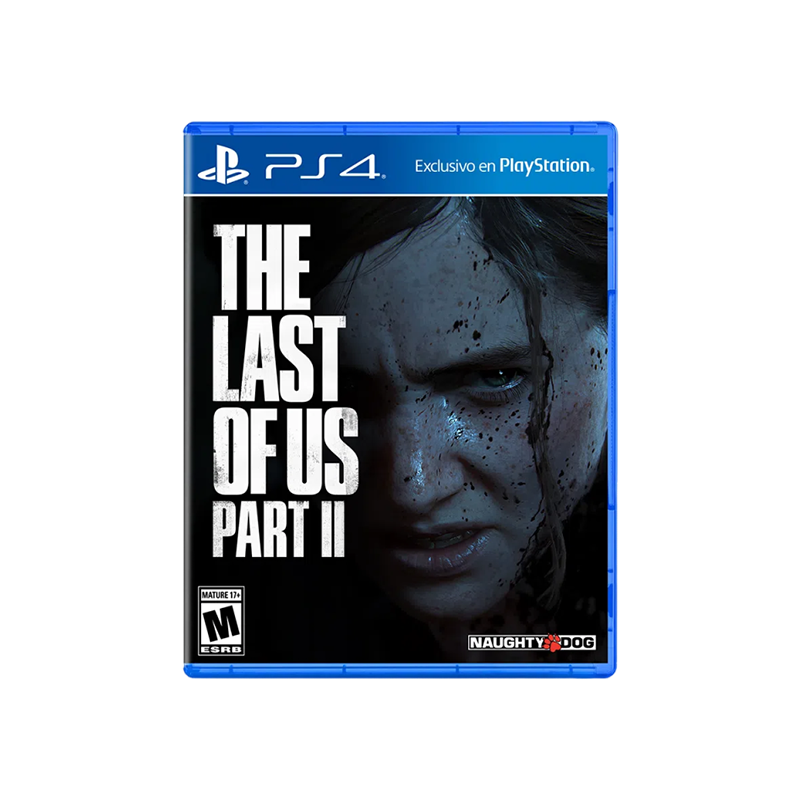 PS4
Exclusivo en PlayStation
THE
LAST
OF US
PART II
MATURE 17+
M
ESRB
NAUGHTY DOG